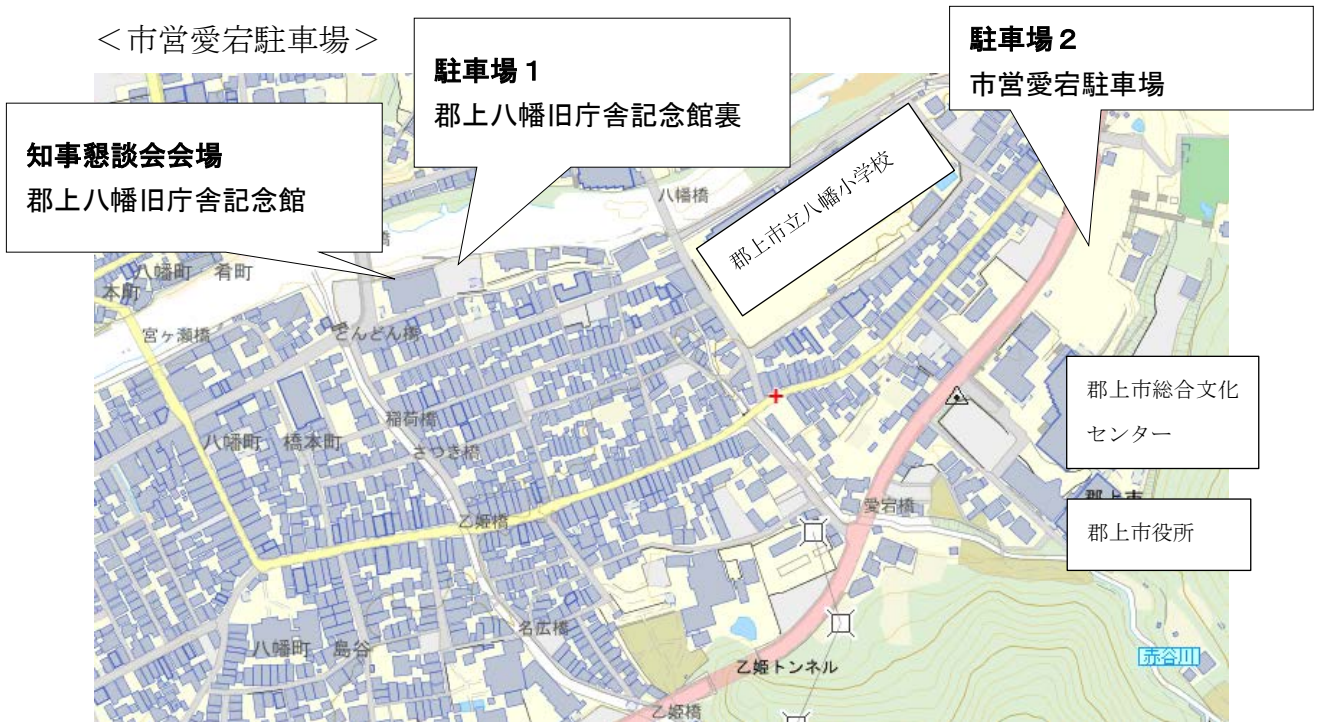 ＜市営愛宕駐車場＞
駐車場２
市営愛宕駐車場
駐車場１
郡上八幡旧庁舎記念館裏
知事懇談会会場
郡上八幡旧庁舎記念館
八幡橋
郡上市立八幡小学校
橋
八幡町 肴町
本町
宮ヶ瀬橋
どんどん橋
稲荷橋
八幡町 橋本町
さつき橋
郡上市総合文化
センター
乙姫橋
愛宕橋
郡上市
郡上市役所
名広橋
八幡町 島谷
乙姫トンネル
赤谷川
乙姫橋